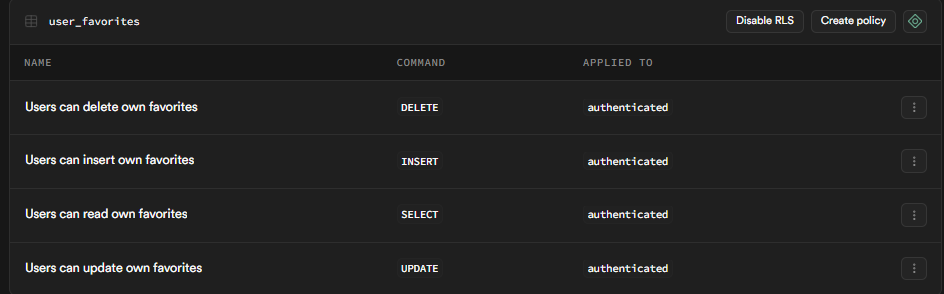 user_favorites Disable RLS Create policy
NAME COMMAND APPLIED TO
Users can delete own favorites DELETE authenticated
Users can insert own favorites INSERT authenticated
Users can read own favorites SELECT authenticated
Users can update own favorites UPDATE authenticated